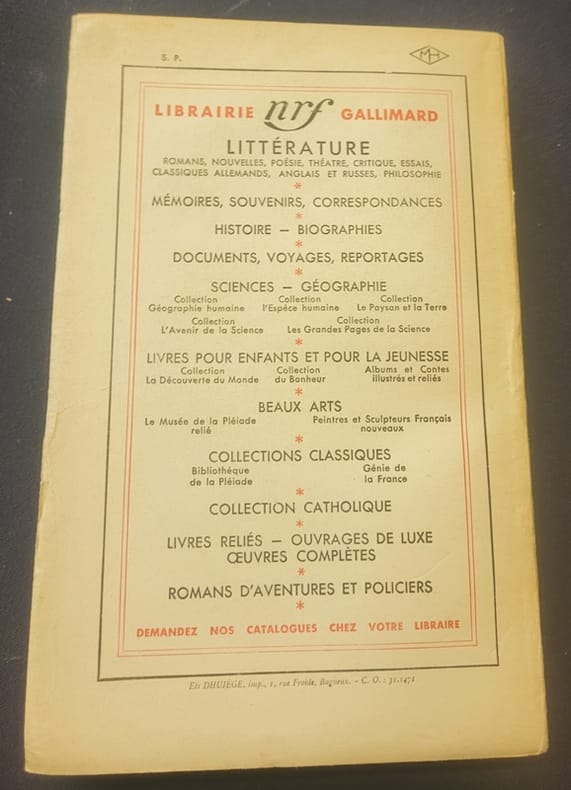 S. P.
MH
LIBRAIRIE nrf GALLIMARD
LITTÉRATURE
ROMANS, NOUVELLES, POÉSIE, THÉATRE, CRITIQUE, ESSAIS,
CLASSIQUES ALLEMANDS, ANGLAIS ET RUSSES, PHILOSOPHIE
*
MÉMOIRES, SOUVENIRS, CORRESPONDANCES
*
HISTOIRE — BIOGRAPHIES
*
DOCUMENTS, VOYAGES, REPORTAGES
*
SCIENCES — GÉOGRAPHIE
Collection Collection Collection
Géographie humaine l'Espèce humaine Le Paysan et la Terre
Collection Collection
L'Avenir de la Science Les Grandes Pages de la Science
*
LIVRES POUR ENFANTS ET POUR LA JEUNESSE
Collection Collection Albums et Contes
La Découverte du Monde du Bonheur illustrés et reliés
*
BEAUX ARTS
Le Musée de la Pléiade Peintres et Sculpteurs Français
relié nouveaux
*
COLLECTIONS CLASSIQUES
Bibliothèque Génie de
de la Pléiade la France
*
COLLECTION CATHOLIQUE
*
LIVRES RELIÉS — OUVRAGES DE LUXE
ŒUVRES COMPLÈTES
*
ROMANS D'AVENTURES ET POLICIERS
*
DEMANDEZ NOS CATALOGUES CHEZ VOTRE LIBRAIRE
Ets DHUIÈGE, imp., 1, rue Froide, Bagneux. - C. O. : 31.1471